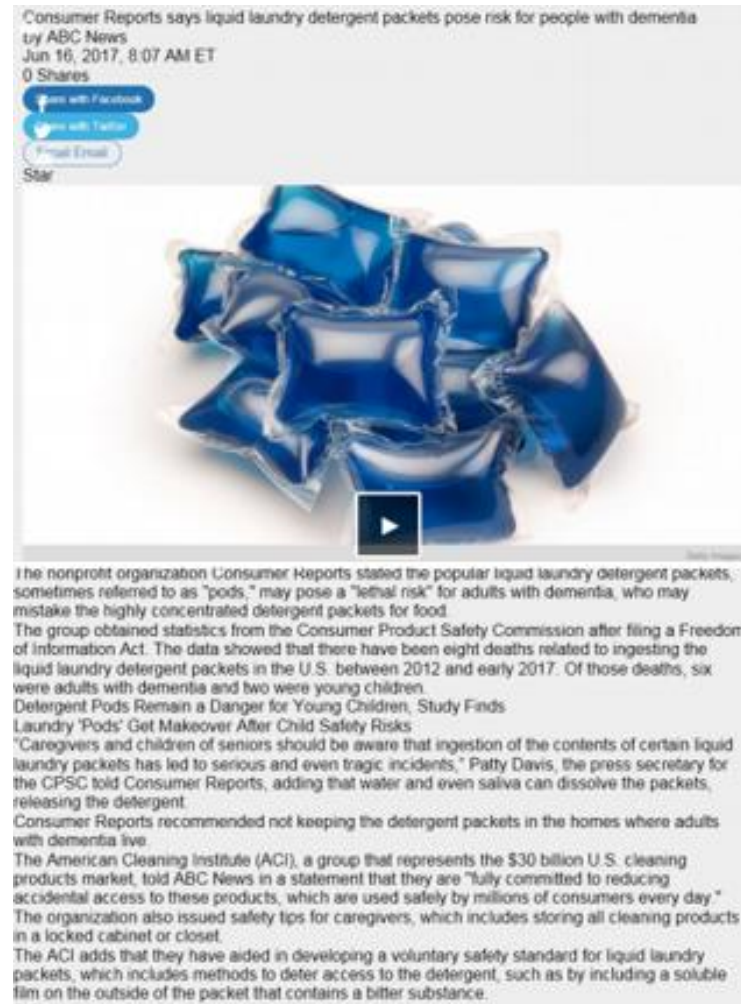 Consumer Reports says liquid laundry detergent packets pose risk for people with dementia
by ABC News
Jun 16, 2017, 8:07 AM ET
0 Shares
with Facebook
with Twitter
Email Email
Star
Getty Images
The nonprofit organization Consumer Reports stated the popular liquid laundry detergent packets,
sometimes referred to as "pods," may pose a "lethal risk" for adults with dementia, who may
mistake the highly concentrated detergent packets for food.
The group obtained statistics from the Consumer Product Safety Commission after filing a Freedom
of Information Act. The data showed that there have been eight deaths related to ingesting the
liquid laundry detergent packets in the U.S. between 2012 and early 2017. Of those deaths, six
were adults with dementia and two were young children.
Detergent Pods Remain a Danger for Young Children, Study Finds
Laundry 'Pods' Get Makeover After Child Safety Risks
"Caregivers and children of seniors should be aware that ingestion of the contents of certain liquid
laundry packets has led to serious and even tragic incidents," Patty Davis, the press secretary for
the CPSC told Consumer Reports, adding that water and even saliva can dissolve the packets,
releasing the detergent.
Consumer Reports recommended not keeping the detergent packets in the homes where adults
with dementia live.
The American Cleaning Institute (ACI), a group that represents the $30 billion U.S. cleaning
products market, told ABC News in a statement that they are "fully committed to reducing
accidental access to these products, which are used safely by millions of consumers every day."
The organization also issued safety tips for caregivers, which includes storing all cleaning products
in a locked cabinet or closet.
The ACI adds that they have aided in developing a voluntary safety standard for liquid laundry
packets, which includes methods to deter access to the detergent, such as by including a soluble
film on the outside of the packet that contains a bitter substance.